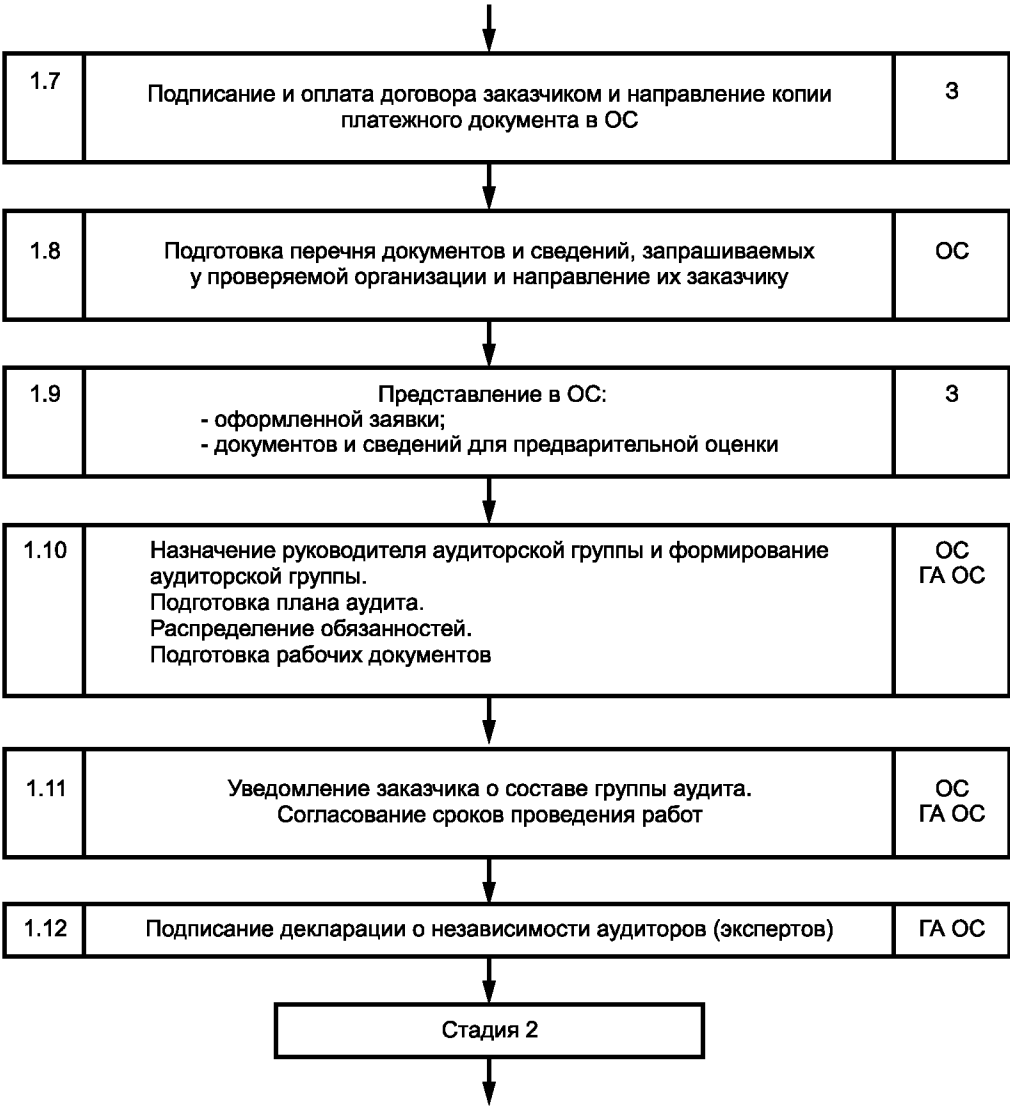 1.7
Подписание и оплата договора заказчиком и направление копии
платежного документа в ОС
З
1.8
Подготовка перечня документов и сведений, запрашиваемых
у проверяемой организации и направление их заказчику
ОС
1.9
Представление в ОС:
- оформленной заявки;
- документов и сведений для предварительной оценки
З
1.10
Назначение руководителя аудиторской группы и формирование
аудиторской группы.
Подготовка плана аудита.
Распределение обязанностей.
Подготовка рабочих документов
ОС
ГА ОС
1.11
Уведомление заказчика о составе группы аудита.
Согласование сроков проведения работ
ОС
ГА ОС
1.12
Подписание декларации о независимости аудиторов (экспертов)
ГА ОС
Стадия 2